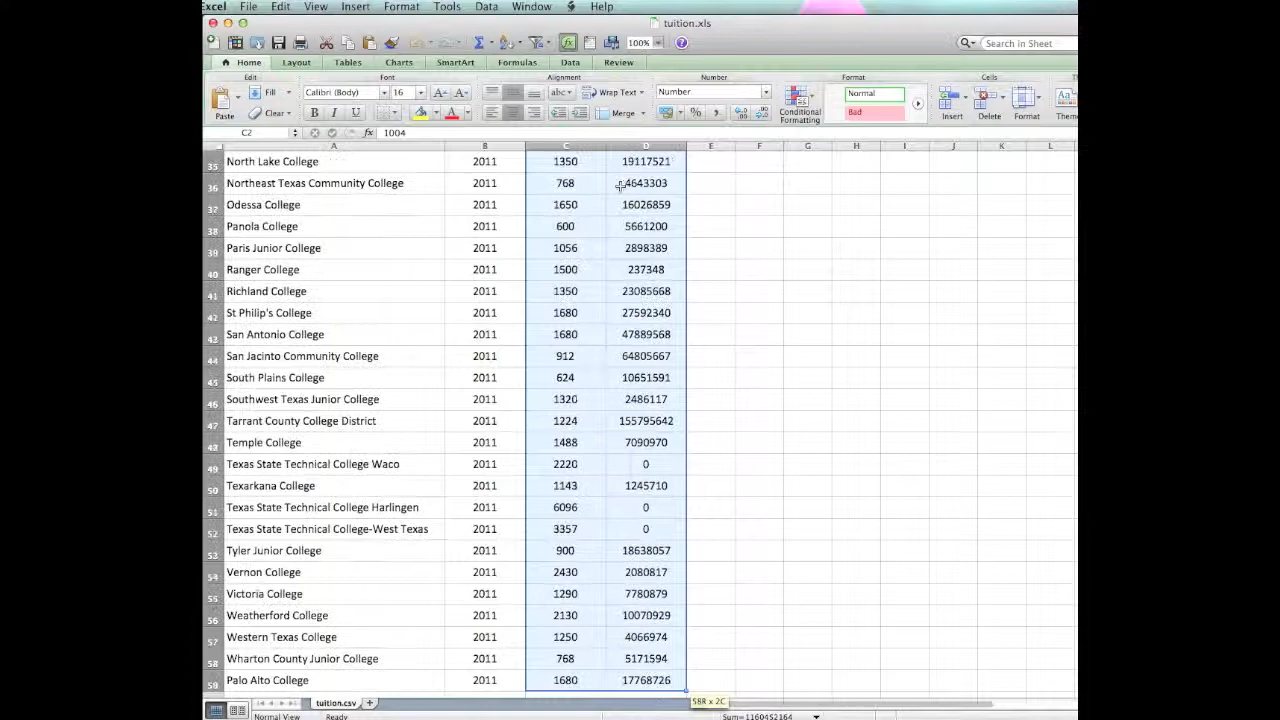 Excel File Edit View Insert Format Tools Data Window Help
tuition.xls
100% Search in Sheet
Home Layout Tables Charts SmartArt Formulas Data Review
Edit Font Alignment Number Format Cells
Fill Calibri (Body) 16 A A abc Wrap Text Number Normal
Paste Clear B I U A Merge % Conditional Formatting Bad Insert Delete Format
C2 fx 1004
A B C D E F G H I J K L
35 North Lake College 2011 1350 19117521
36 Northeast Texas Community College 2011 768 4643303
37 Odessa College 2011 1650 16026859
38 Panola College 2011 600 5661200
39 Paris Junior College 2011 1056 2898389
40 Ranger College 2011 1500 237348
41 Richland College 2011 1350 23085668
42 St Philip's College 2011 1680 27592340
43 San Antonio College 2011 1680 47889568
44 San Jacinto Community College 2011 912 64805667
45 South Plains College 2011 624 10651591
46 Southwest Texas Junior College 2011 1320 2486117
47 Tarrant County College District 2011 1224 155795642
48 Temple College 2011 1488 7090970
49 Texas State Technical College Waco 2011 2220 0
50 Texarkana College 2011 1143 1245710
51 Texas State Technical College Harlingen 2011 6096 0
52 Texas State Technical College-West Texas 2011 3357 0
53 Tyler Junior College 2011 900 18638057
54 Vernon College 2011 2430 2080817
55 Victoria College 2011 1290 7780879
56 Weatherford College 2011 2130 10070929
57 Western Texas College 2011 1250 4066974
58 Wharton County Junior College 2011 768 5171594
59 Palo Alto College 2011 1680 17768726
tuition.csv 58R x 2C
Normal View Ready Sum=1160452164